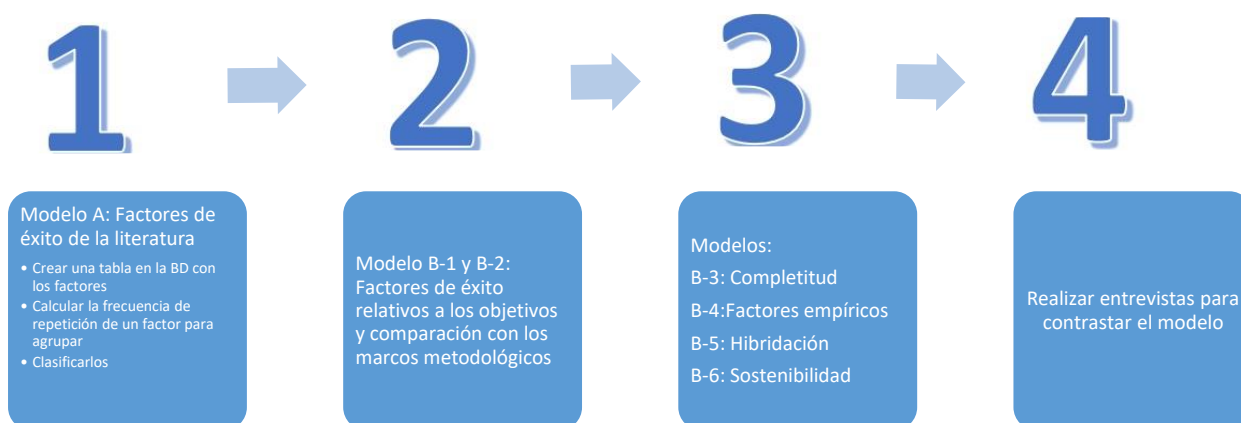 1
2
3
4
Modelo A: Factores de
éxito de la literatura
• Crear una tabla en la BD con
los factores
• Calcular la frecuencia de
repetición de un factor para
agrupar
• Clasificarlos
Modelo B-1 y B-2:
Factores de éxito
relativos a los objetivos
y comparación con los
marcos metodológicos
Modelos:
B-3: Completitud
B-4:Factores empíricos
B-5: Hibridación
B-6: Sostenibilidad
Realizar entrevistas para
contrastar el modelo